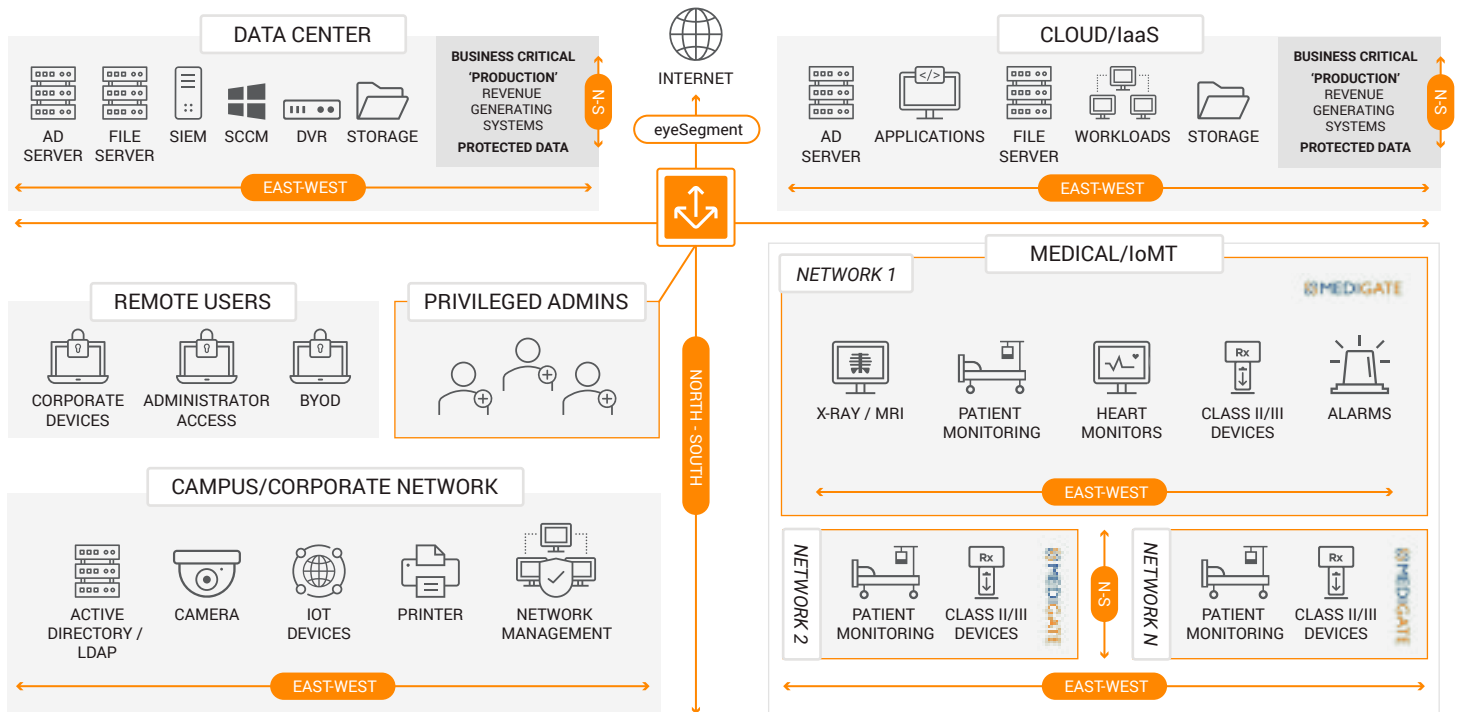 DATA CENTER
AD
SERVER
FILE
SERVER
SIEM
SCCM
DVR
STORAGE
BUSINESS CRITICAL
'PRODUCTION'
REVENUE
GENERATING
SYSTEMS
PROTECTED DATA
N-S
EAST-WEST
INTERNET
eyeSegment
CLOUD/IaaS
AD
SERVER
APPLICATIONS
</>
FILE
SERVER
WORKLOADS
STORAGE
BUSINESS CRITICAL
'PRODUCTION'
REVENUE
GENERATING
SYSTEMS
PROTECTED DATA
N-S
EAST-WEST
REMOTE USERS
CORPORATE
DEVICES
ADMINISTRATOR
ACCESS
BYOD
PRIVILEGED ADMINS
NORTH - SOUTH
MEDICAL/IoMT
NETWORK 1
MEDIGATE
X-RAY / MRI
PATIENT
MONITORING
HEART
MONITORS
Rx
CLASS II/III
DEVICES
ALARMS
EAST-WEST
CAMPUS/CORPORATE NETWORK
ACTIVE
DIRECTORY /
LDAP
CAMERA
IOT
DEVICES
PRINTER
NETWORK
MANAGEMENT
EAST-WEST
NETWORK 2
PATIENT
MONITORING
Rx
CLASS II/III
DEVICES
MEDIGATE
N-S
NETWORK N
PATIENT
MONITORING
Rx
CLASS II/III
DEVICES
MEDIGATE
EAST-WEST